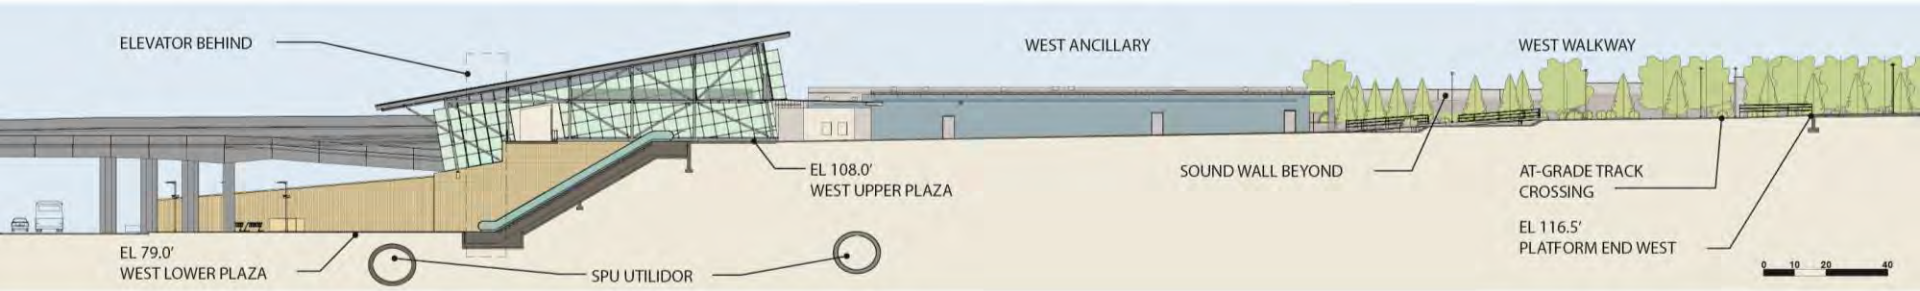 ELEVATOR BEHIND
WEST ANCILLARY
WEST WALKWAY
EL 108.0'
WEST UPPER PLAZA
SOUND WALL BEYOND
AT-GRADE TRACK
CROSSING
EL 116.5'
PLATFORM END WEST
EL 79.0'
WEST LOWER PLAZA
SPU UTILIDOR
0 10 20 40